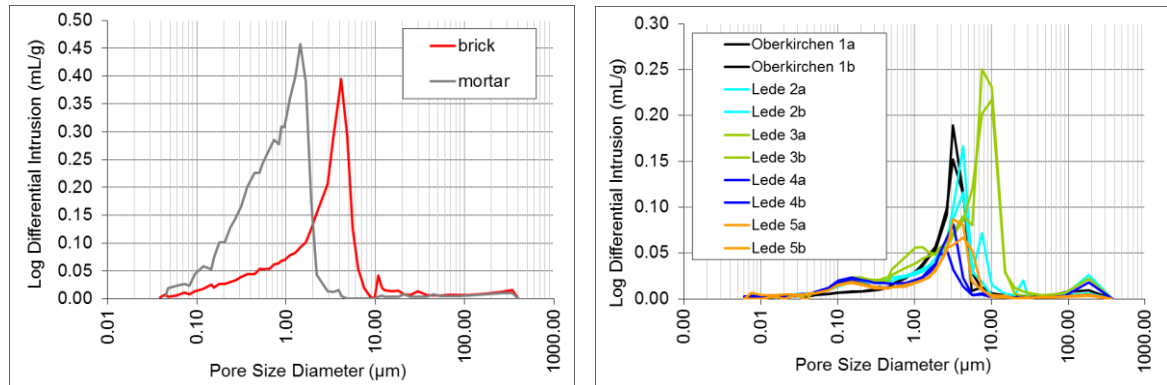 Log Differential Intrusion (mL/g)
0.50
0.45
0.40
0.35
0.30
0.25
0.20
0.15
0.10
0.05
0.00
brick
mortar
0.01
0.10
1.00
10.00
100.00
1000.00
Pore Size Diameter (µm)
Log Differential Intrusion (mL/g)
0.30
0.25
0.20
0.15
0.10
0.05
0.00
Oberkirchen 1a
Oberkirchen 1b
Lede 2a
Lede 2b
Lede 3a
Lede 3b
Lede 4a
Lede 4b
Lede 5a
Lede 5b
0.00
0.01
0.10
1.00
10.00
100.00
1000.00
Pore Size Diameter (µm)